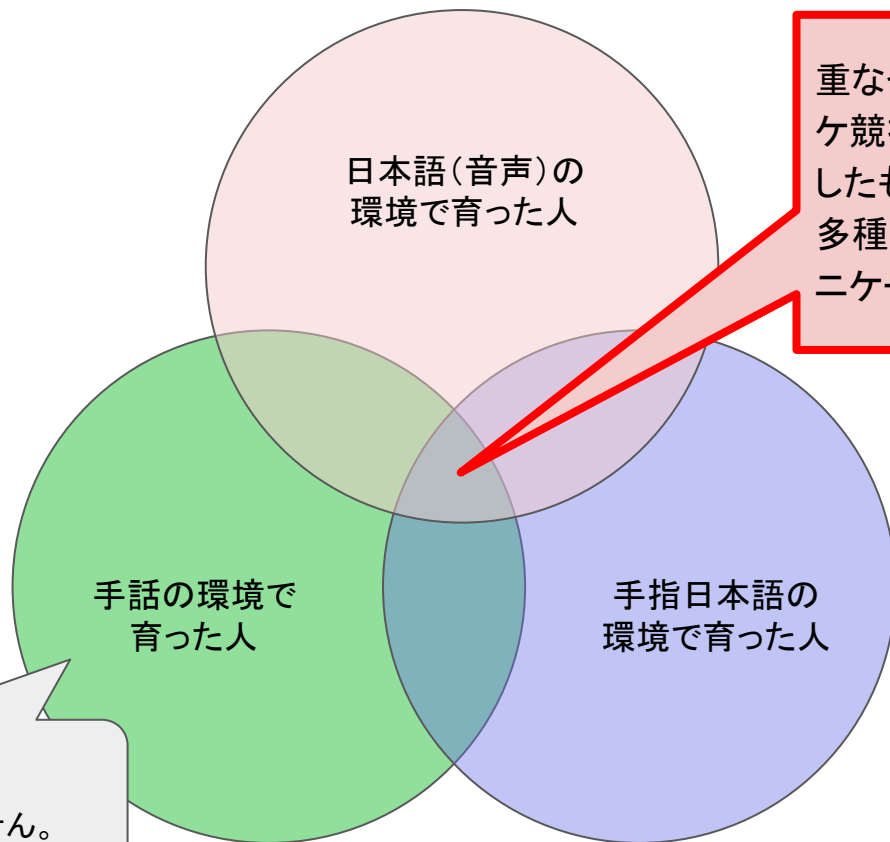 日本語(音声)の
環境で育った人
重な
ケ競
したも
多種
ニケー
手話の環境で
育った人
手指日本語の
環境で育った人
せん。